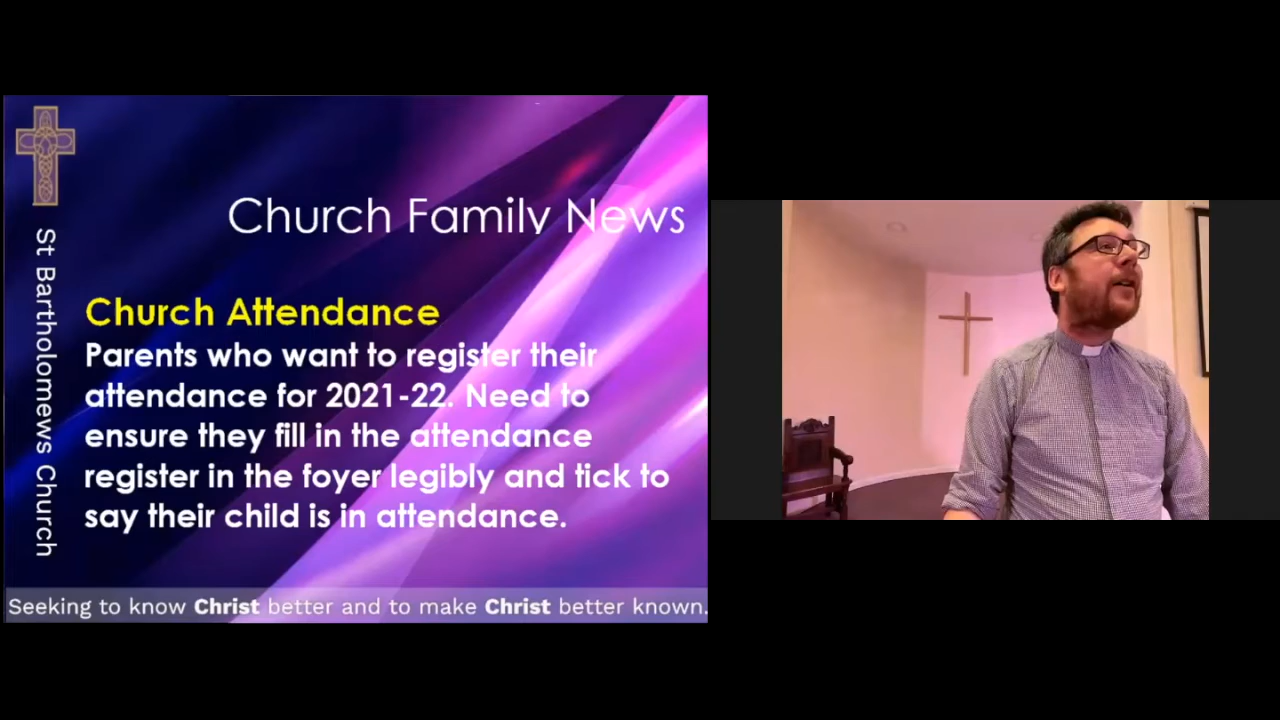 St Bartholomews Church
Church Family News
Church Attendance
Parents who want to register their
attendance for 2021-22. Need to
ensure they fill in the attendance
register in the foyer legibly and tick to
say their child is in attendance.
Seeking to know Christ better and to make Christ better known.